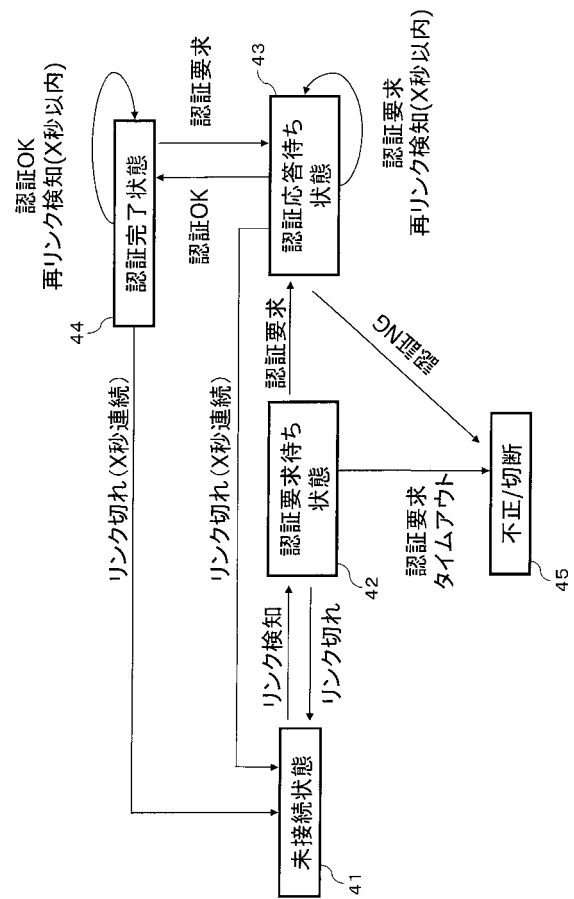 認証OK
再リンク検知(X秒以内)
44
認証完了状態
リンク切れ(X秒連続)
認証要求
認証OK
43
認証応答待ち
状態
認証要求
再リンク検知(X秒以内)
リンク切れ(X秒連続)
認証要求
認証NG
認証要求待ち
状態
42
リンク検知
リンク切れ
認証要求
タイムアウト
未接続状態
41
不正/切断
45